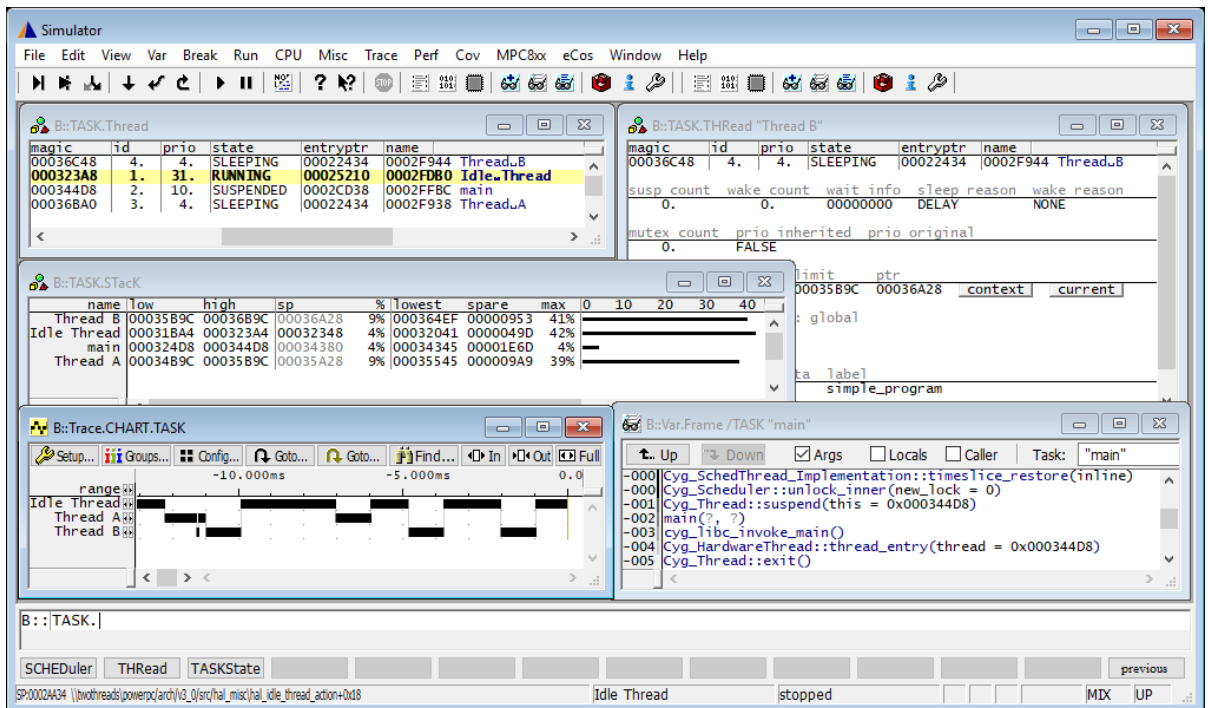 Simulator
File Edit View Var Break Run CPU Misc Trace Perf Cov MPC8xx eCos Window Help
B::TASK.Thread
magic id prio state entryptr name
00036C48 4. 4. SLEEPING 00022434 0002F944 Thread␣B
000323A8 1. 31. RUNNING 00025210 0002FDB0 Idle␣Thread
000344D8 2. 10. SUSPENDED 0002CD38 0002FFBC main
00036BA0 3. 4. SLEEPING 00022434 0002F938 Thread␣A
B::TASK.THRead "Thread B"
magic id prio state entryptr name
00036C48 4. 4. SLEEPING 00022434 0002F944 Thread␣B
susp count wake count wait info sleep reason wake reason
0. 0. 00000000 DELAY NONE
mutex count prio inherited prio original
0. FALSE
limit ptr
00035B9C 00036A28 context current
: global
ta label
simple_program
B::TASK.STacK
name low high sp % lowest spare max 0 10 20 30 40
Thread B 00035B9C 00036B9C 00036A28 9% 000364EF 00000953 41%
Idle Thread 00031BA4 000323A4 00032348 4% 00032041 0000049D 42%
main 000324D8 000344D8 00034380 4% 00034345 00001E6D 4%
Thread A 00034B9C 00035B9C 00035A28 9% 00035545 000009A9 39%
B::Trace.CHART.TASK
Setup... Groups... Config... Goto... Goto... Find... In Out Full
-10.000ms -5.000ms 0.0
range
Idle Thread
Thread A
Thread B
B::Var.Frame /TASK "main"
Up Down Args Locals Caller Task: "main"
-000 Cyg_SchedThread_Implementation::timeslice_restore(inline)
-000 Cyg_Scheduler::unlock_inner(new_lock = 0)
-001 Cyg_Thread::suspend(this = 0x000344D8)
-002 main(?, ?)
-003 cyg_libc_invoke_main()
-004 Cyg_HardwareThread::thread_entry(thread = 0x000344D8)
-005 Cyg_Thread::exit()
B::TASK.
SCHEDuler THRead TASKState previous
SP:0002AA34 \\twothreads\powerpc/arch/v3_0/src/hal_misc\hal_idle_thread_action+0x18 Idle Thread stopped MIX UP